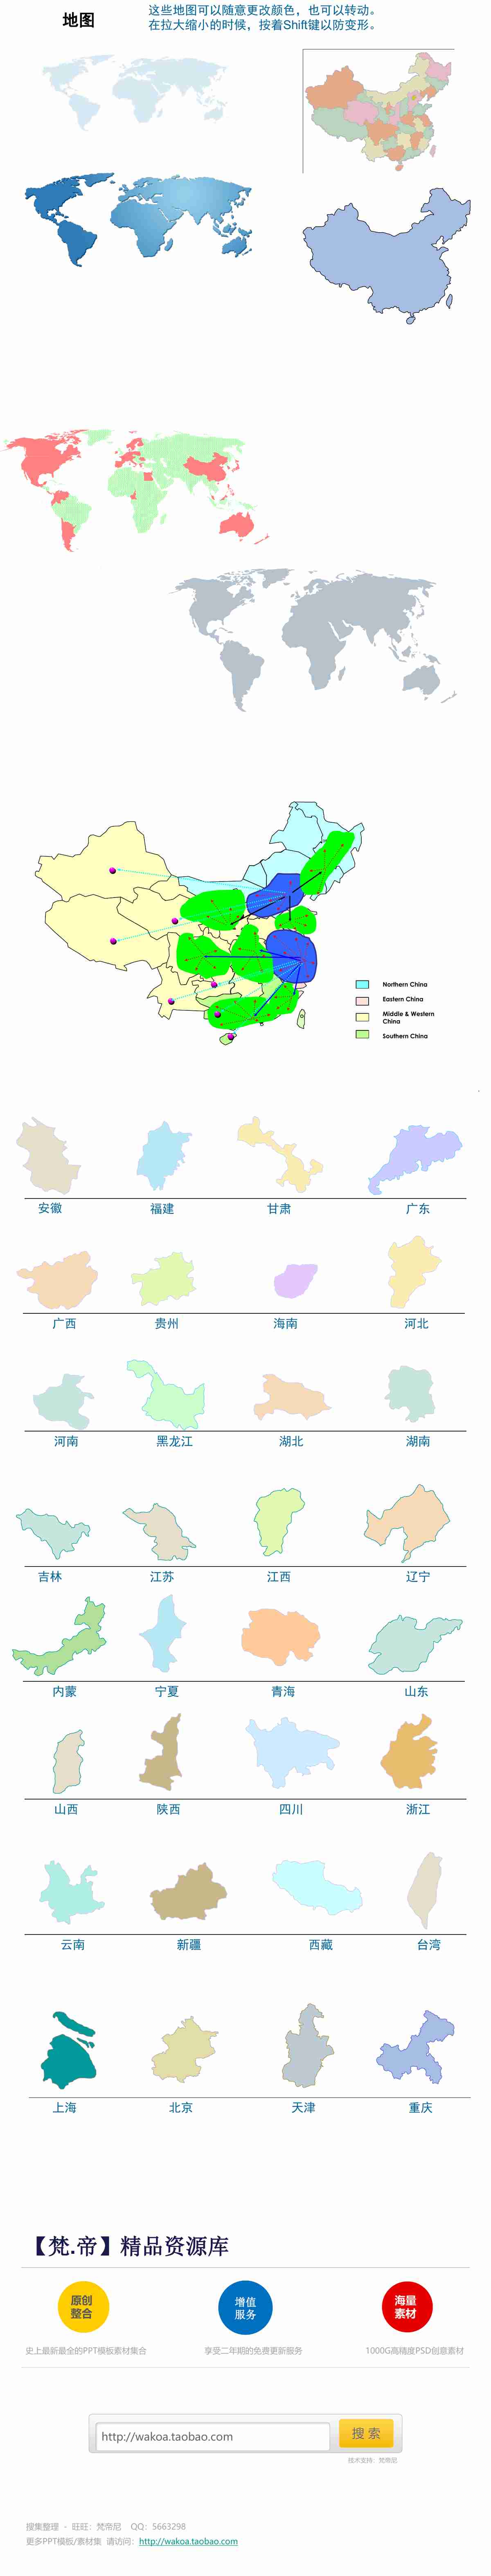 地图
这些地图可以随意更改颜色，也可以转动。
在拉大缩小的时候，按着Shift键以防变形。
Northern China
Eastern China
Middle & Western
China
Southern China
安徽 福建 甘肃 广东
广西 贵州 海南 河北
河南 黑龙江 湖北 湖南
吉林 江苏 江西 辽宁
内蒙 宁夏 青海 山东
山西 陕西 四川 浙江
云南 新疆 西藏 台湾
上海 北京 天津 重庆
【梵.帝】精品资源库
原创
整合
增值
服务
海量
素材
史上最新最全的PPT模板素材集合 享受二年期的免费更新服务 1000G高精度PSD创意素材
http://wakoa.taobao.com 搜 索
技术支持：梵帝尼
搜集整理 - 旺旺：梵帝尼 QQ：5663298
更多PPT模板/素材集 请访问：http://wakoa.taobao.com